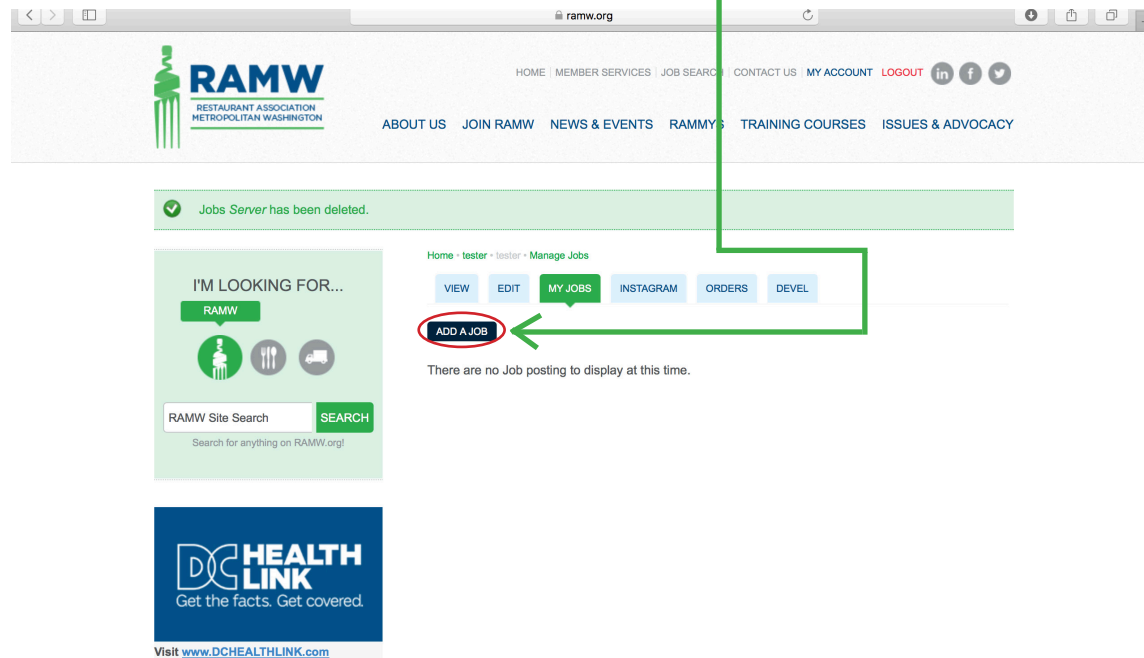 ramw.org
RAMW
RESTAURANT ASSOCIATION
METROPOLITAN WASHINGTON
HOME MEMBER SERVICES JOB SEARCH CONTACT US MY ACCOUNT LOGOUT in f
ABOUT US JOIN RAMW NEWS & EVENTS RAMMYS TRAINING COURSES ISSUES & ADVOCACY
Jobs Server has been deleted.
Home • tester • tester • Manage Jobs
I'M LOOKING FOR...
RAMW
RAMW Site Search SEARCH
Search for anything on RAMW.org!
VIEW EDIT MY JOBS INSTAGRAM ORDERS DEVEL
ADD A JOB
There are no Job posting to display at this time.
DC HEALTH
LINK
Get the facts. Get covered.
Visit www.DCHEALTHLINK.com